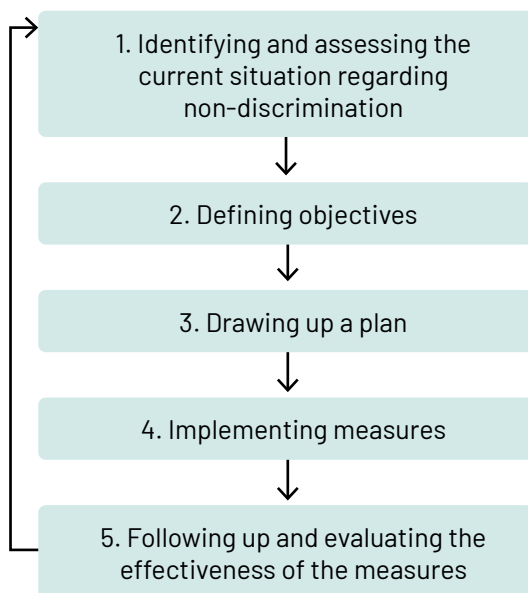 1. Identifying and assessing the
current situation regarding
non-discrimination
2. Defining objectives
3. Drawing up a plan
4. Implementing measures
5. Following up and evaluating the
effectiveness of the measures